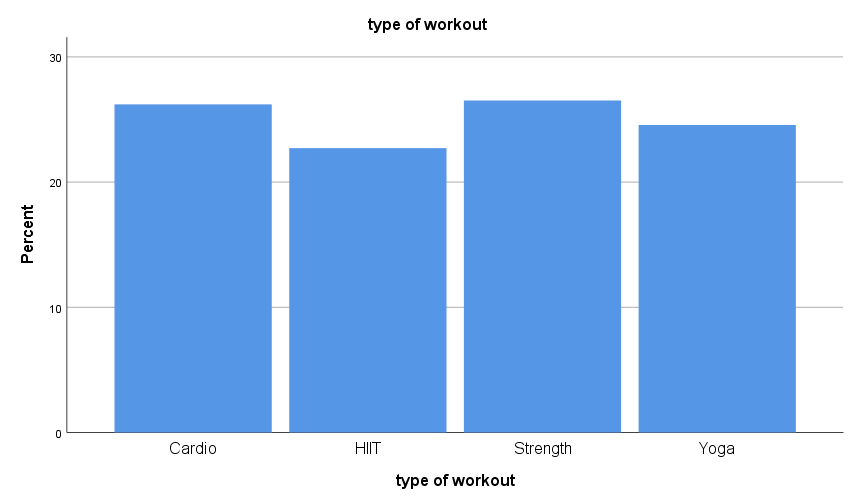 type of workout
30
20
10
0
Percent
Cardio HIIT Strength Yoga
type of workout